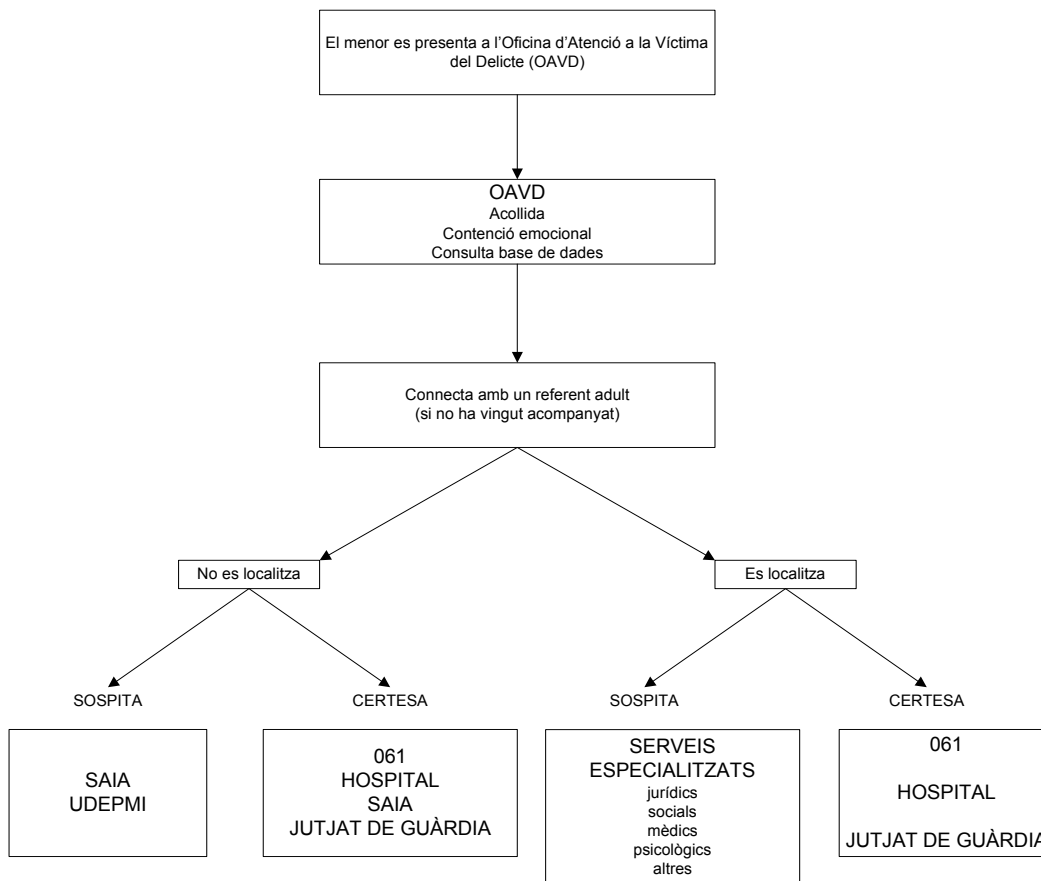 El menor es presenta a l’Oficina d’Atenció a la Víctima
del Delicte (OAVD)
OAVD
Acollida
Contenció emocional
Consulta base de dades
Connecta amb un referent adult
(si no ha vingut acompanyat)
No es localitza
Es localitza
SOSPITA
CERTESA
SOSPITA
CERTESA
SAIA
UDEPMI
061
HOSPITAL
SAIA
JUTJAT DE GUÀRDIA
SERVEIS
ESPECIALITZATS
jurídics
socials
mèdics
psicològics
altres
061
HOSPITAL
JUTJAT DE GUÀRDIA